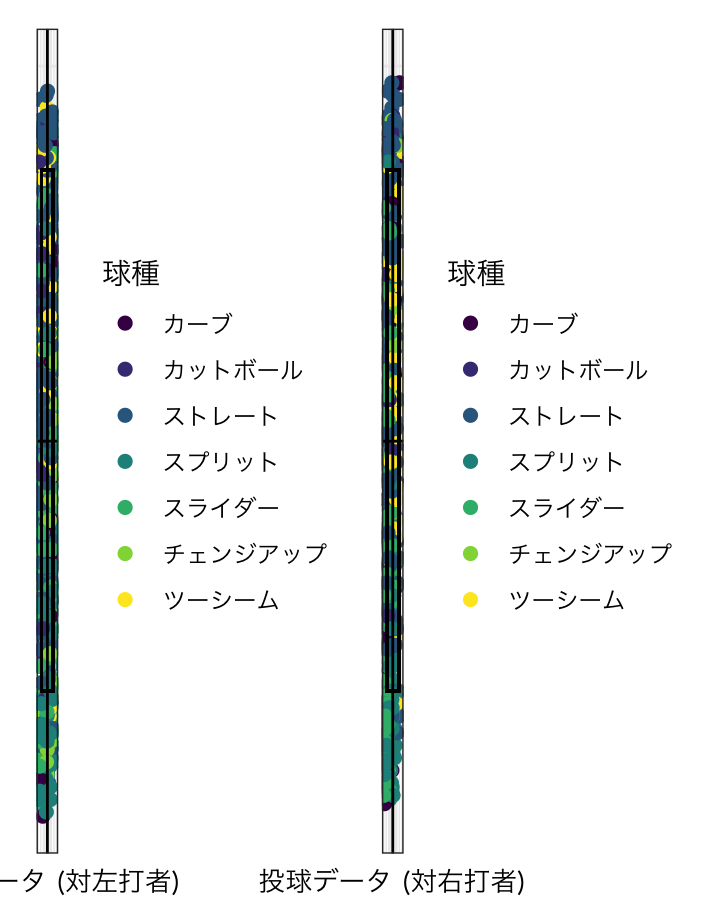 球種
カーブ
カットボール
ストレート
スプリット
スライダー
チェンジアップ
ツーシーム
ータ (対左打者)
球種
カーブ
カットボール
ストレート
スプリット
スライダー
チェンジアップ
ツーシーム
投球データ (対右打者)